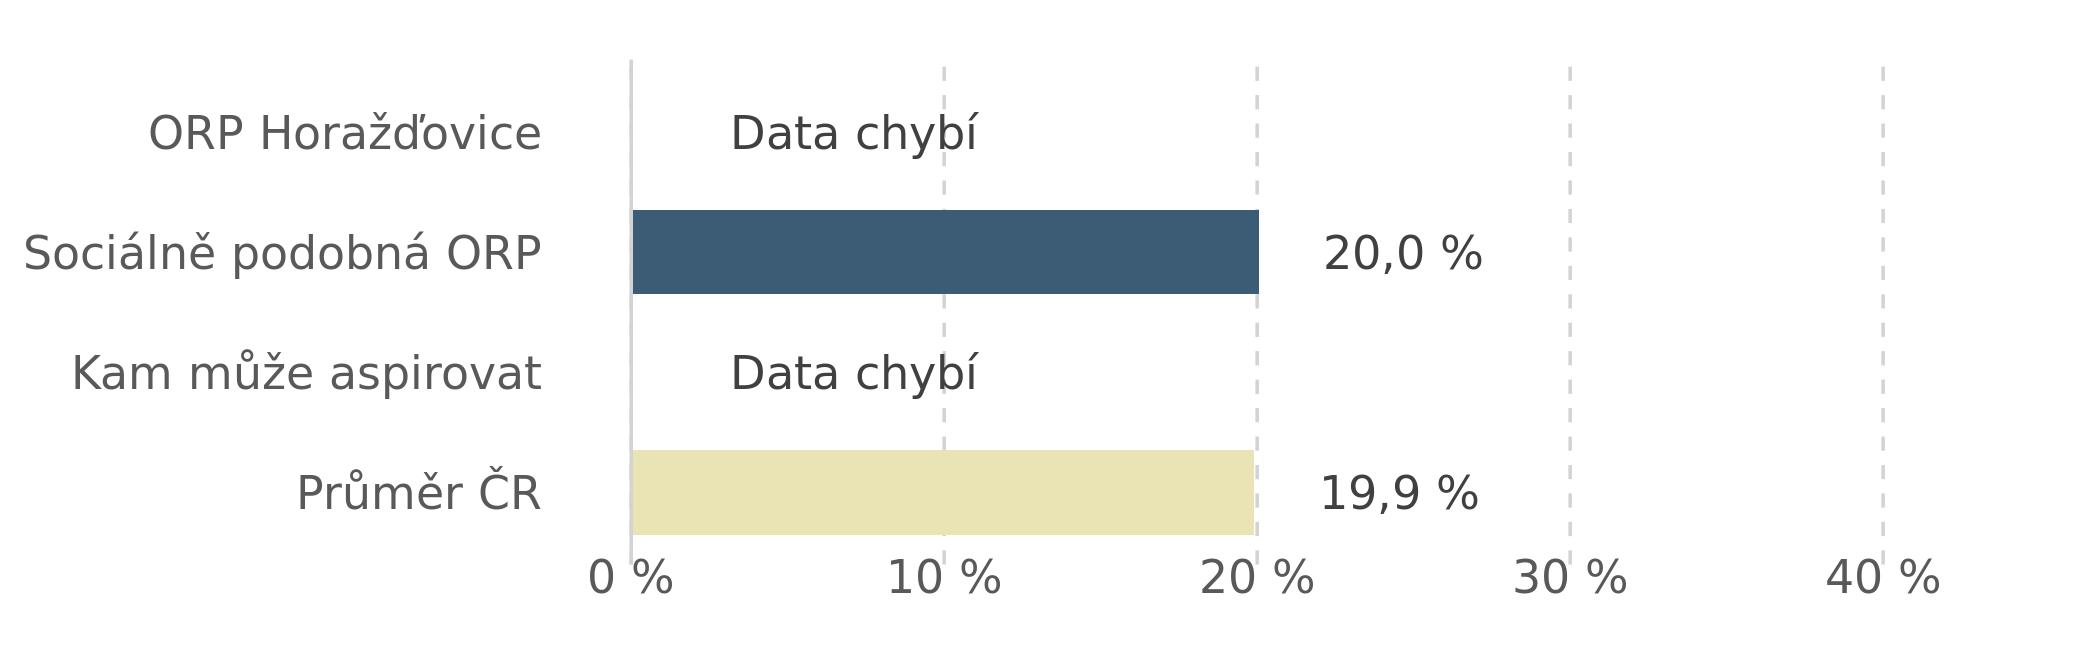 ORP Horažďovice Data chybí
Sociálně podobná ORP 20,0 %
Kam může aspirovat Data chybí
Průměr ČR 19,9 %
0 % 10 % 20 % 30 % 40 %